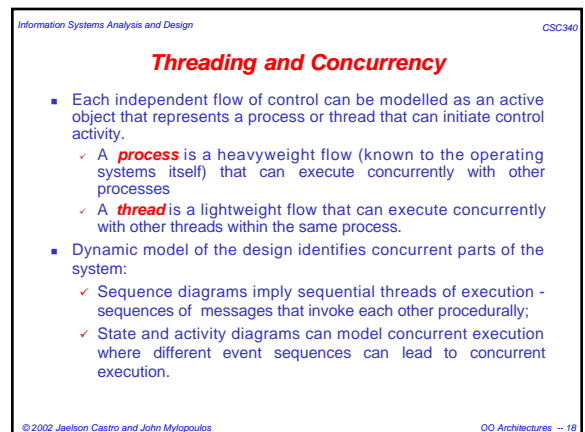 Information Systems Analysis and Design
CSC340
Threading and Concurrency
Each independent flow of control can be modelled as an active
object that represents a process or thread that can initiate control
activity.
A process is a heavyweight flow (known to the operating
systems itself) that can execute concurrently with other
processes
A thread is a lightweight flow that can execute concurrently
with other threads within the same process.
Dynamic model of the design identifies concurrent parts of the
system:
Sequence diagrams imply sequential threads of execution -
sequences of messages that invoke each other procedurally;
State and activity diagrams can model concurrent execution
where different event sequences can lead to concurrent
execution.
© 2002 Jaelson Castro and John Mylopoulos
OO Architectures -- 18